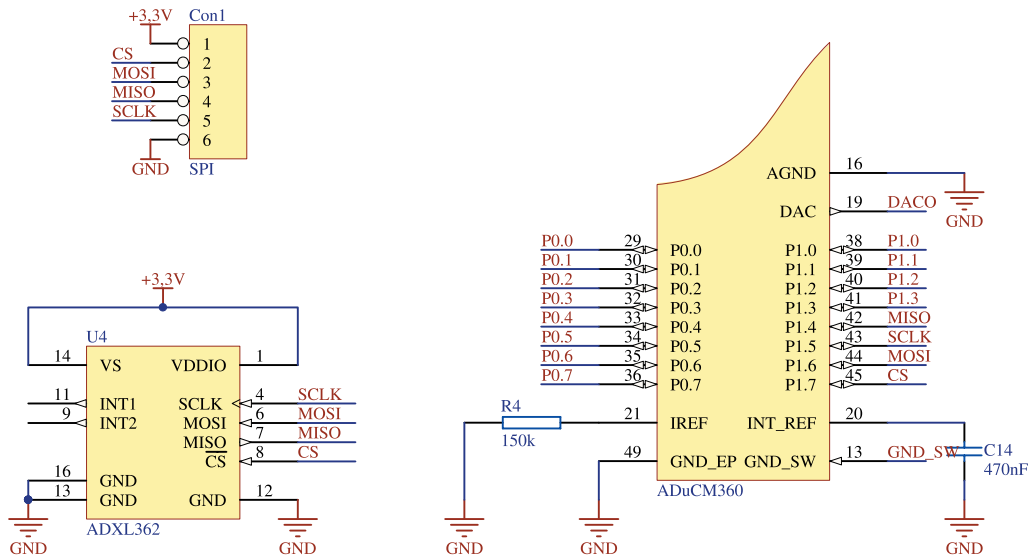 +3,3V Con1
1
CS 2
MOSI 3
MISO 4
SCLK 5
6
GND SPI
+3,3V
U4
14 VS VDDIO 1
11 INT1 SCLK 4 SCLK
9 INT2 MOSI 6 MOSI
MISO 7 MISO
CS 8 CS
16 GND
13 GND GND 12
ADXL362
GND GND
AGND 16
GND
DAC 19 DACO
P0.0 29 P0.0 P1.0 38 P1.0
P0.1 30 P0.1 P1.1 39 P1.1
P0.2 31 P0.2 P1.2 40 P1.2
P0.3 32 P0.3 P1.3 41 P1.3
P0.4 33 P0.4 P1.4 42 MISO
P0.5 34 P0.5 P1.5 43 SCLK
P0.6 35 P0.6 P1.6 44 MOSI
P0.7 36 P0.7 P1.7 45 CS
R4
150k
21 IREF INT_REF 20
49 GND_EP GND_SW 13 GND_SW
C14
470nF
ADuCM360
GND GND GND